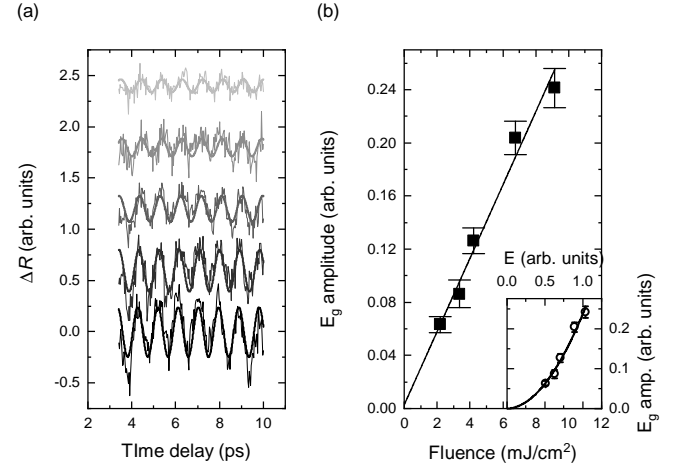 (a)
(b)
2.5
2.0
1.5
1.0
0.5
0.0
-0.5
2 4 6 8 10
TIme delay (ps)
ΔR (arb. units)
0.24
0.20
0.16
0.12
0.08
0.04
0.00
0 2 4 6 8 10 12
Fluence (mJ/cm²)
E_g amplitude (arb. units)
E (arb. units)
0.0 0.5 1.0
0.2
0.1
0.0
E_g amp. (arb. units)